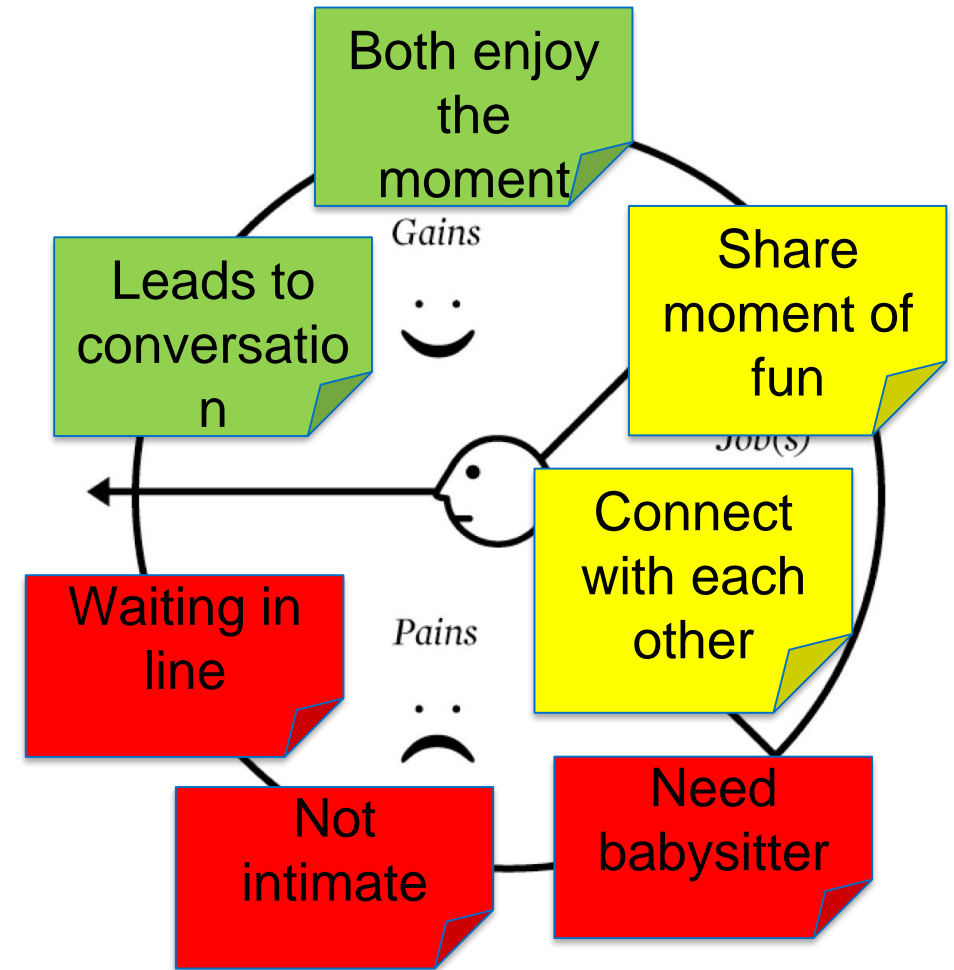 Both enjoy
the
moment
Gains
Leads to
conversatio
n
Share
moment of
fun
Job(s)
Connect
with each
other
Waiting in
line
Pains
Not
intimate
Need
babysitter